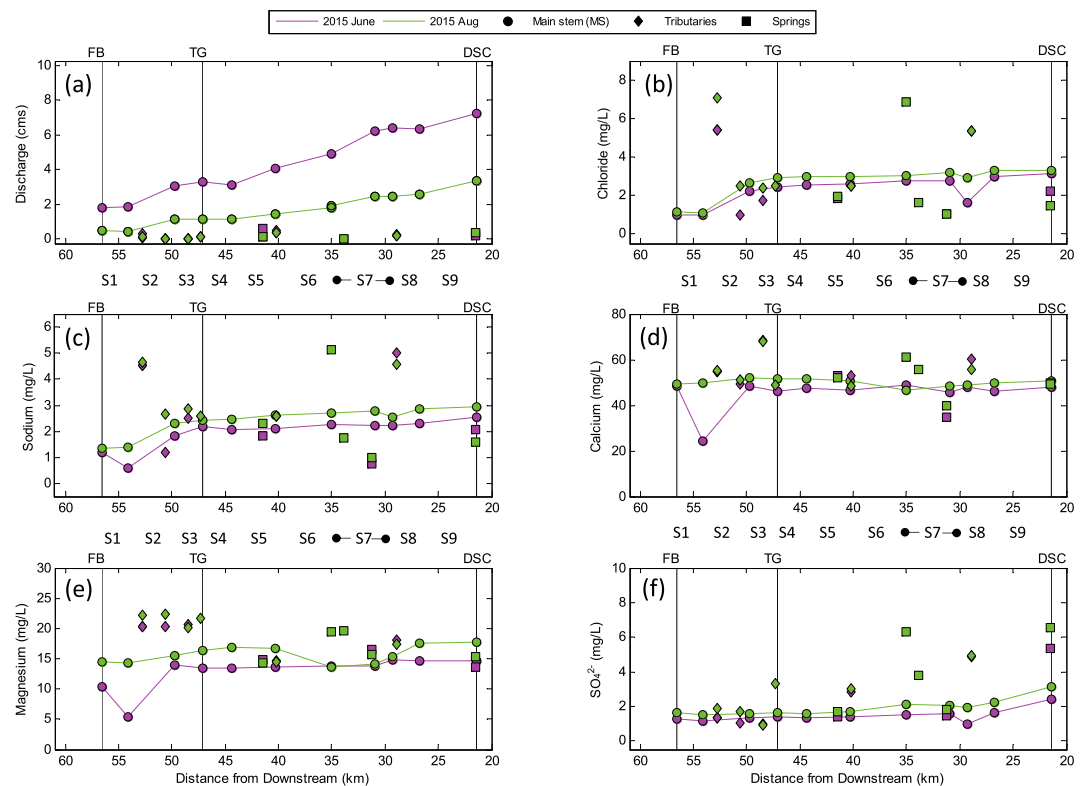 2015 June 2015 Aug Main stem (MS) Tributaries Springs
FB TG DSC
(a)
Discharge (cms)
10
8
6
4
2
0
60 55 50 45 40 35 30 25 20
FB TG DSC
(b)
Chloride (mg/L)
8
6
4
2
0
60 55 50 45 40 35 30 25 20
S1 S2 S3 S4 S5 S6 S7 S8 S9
S1 S2 S3 S4 S5 S6 S7 S8 S9
FB TG DSC
(c)
Sodium (mg/L)
6
5
4
3
2
1
0
60 55 50 45 40 35 30 25 20
FB TG DSC
(d)
Calcium (mg/L)
80
60
40
20
0
60 55 50 45 40 35 30 25 20
S1 S2 S3 S4 S5 S6 S7 S8 S9
S1 S2 S3 S4 S5 S6 S7 S8 S9
FB TG DSC
(e)
Magnesium (mg/L)
30
25
20
15
10
5
0
60 55 50 45 40 35 30 25 20
Distance from Downstream (km)
FB TG DSC
(f)
SO₄²⁻ (mg/L)
10
8
6
4
2
0
60 55 50 45 40 35 30 25 20
Distance from Downstream (km)